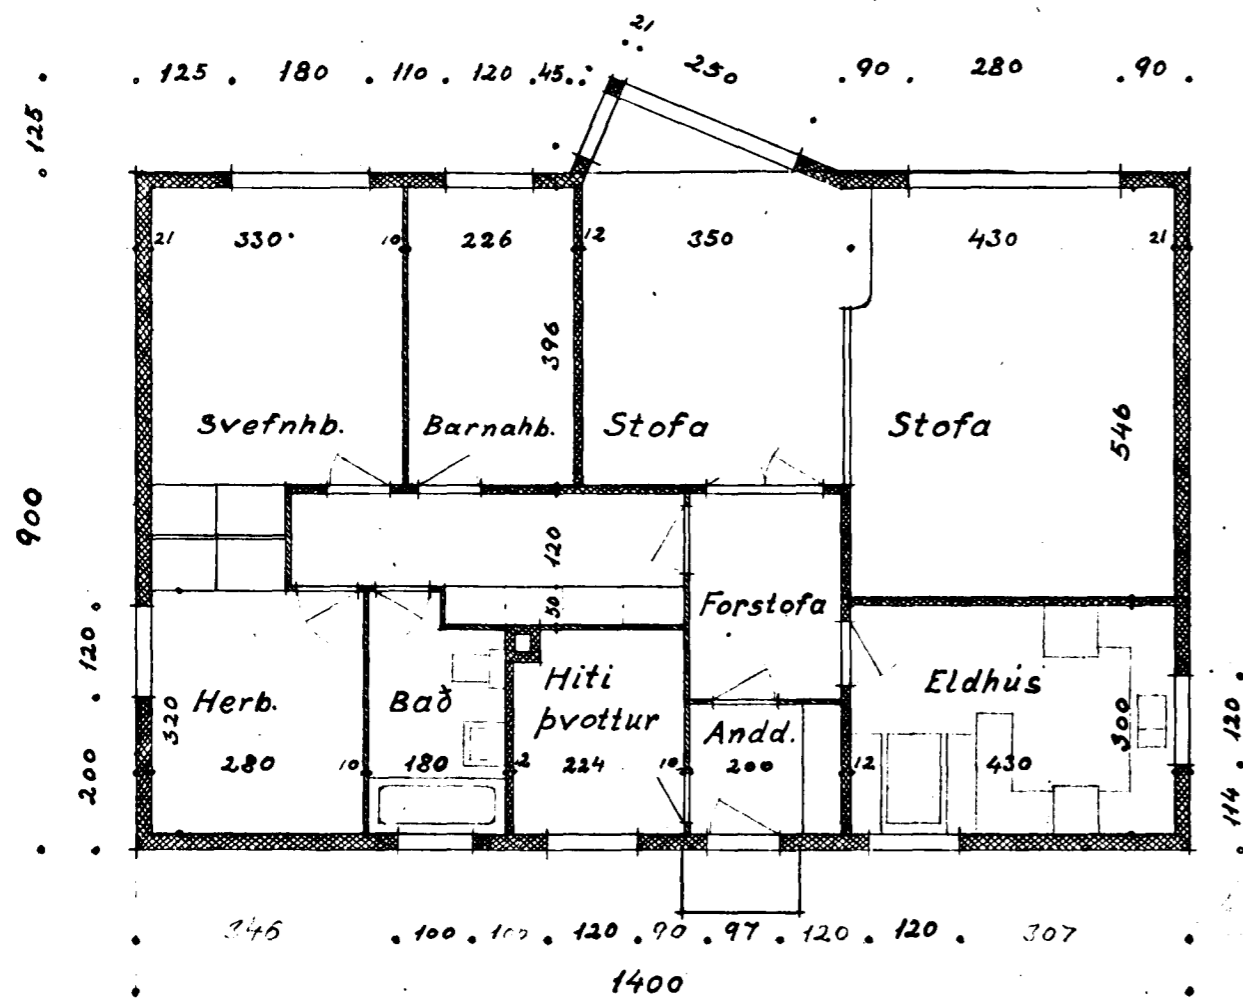 21
125 180 110 120 45 250 90 280 90
125
21 330 10 226 12 350 430 21
396
Svefnhb. Barnahb. Stofa Stofa
546
900
120
50
Forstofa
120
Herb. Bað Hiti
þvottur
Andd.
Eldhús
320
300
120
200
280 10 180 12 224 10 200 12 430
114
346 100 100 120 90 97 120 120 307
1400